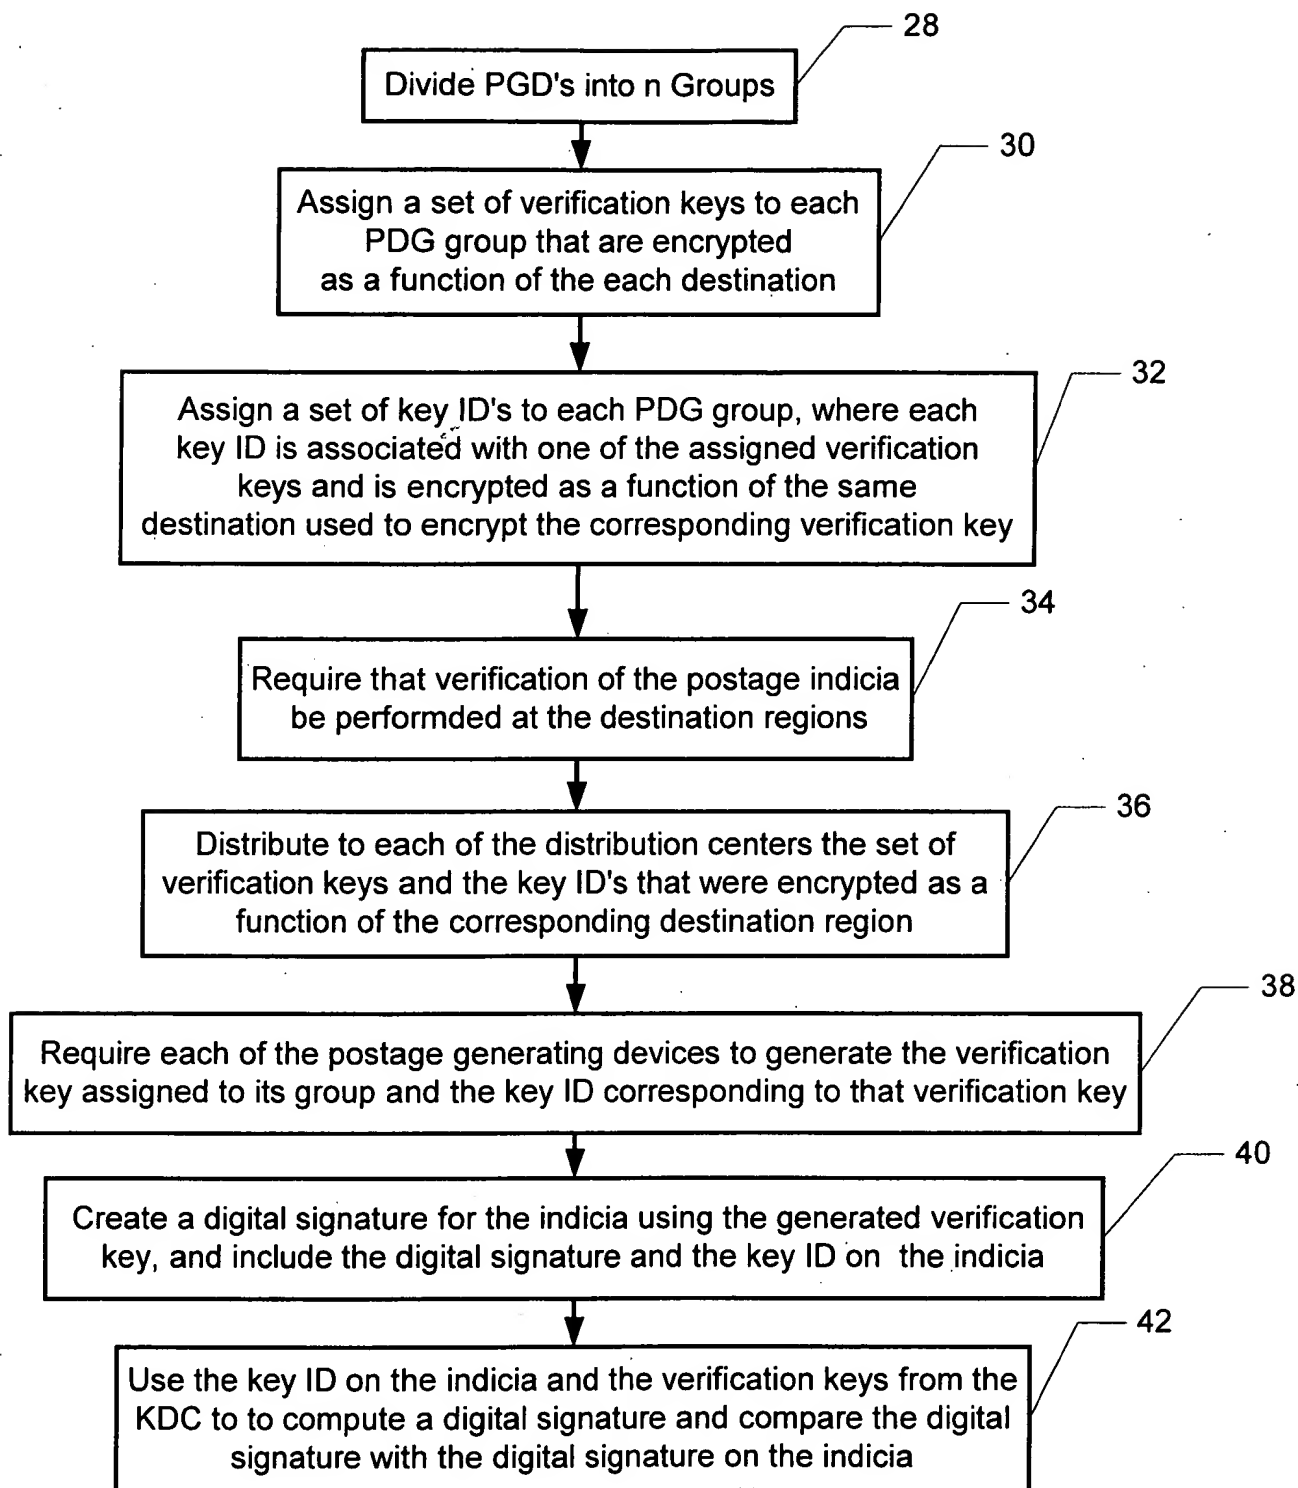 28
Divide PGD's into n Groups
30
Assign a set of verification keys to each
PDG group that are encrypted
as a function of the each destination
32
Assign a set of key ID's to each PDG group, where each
key ID is associated with one of the assigned verification
keys and is encrypted as a function of the same
destination used to encrypt the corresponding verification key
34
Require that verification of the postage indicia
be performded at the destination regions
36
Distribute to each of the distribution centers the set of
verification keys and the key ID's that were encrypted as a
function of the corresponding destination region
38
Require each of the postage generating devices to generate the verification
key assigned to its group and the key ID corresponding to that verification key
40
Create a digital signature for the indicia using the generated verification
key, and include the digital signature and the key ID on the indicia
42
Use the key ID on the indicia and the verification keys from the
KDC to to compute a digital signature and compare the digital
signature with the digital signature on the indicia